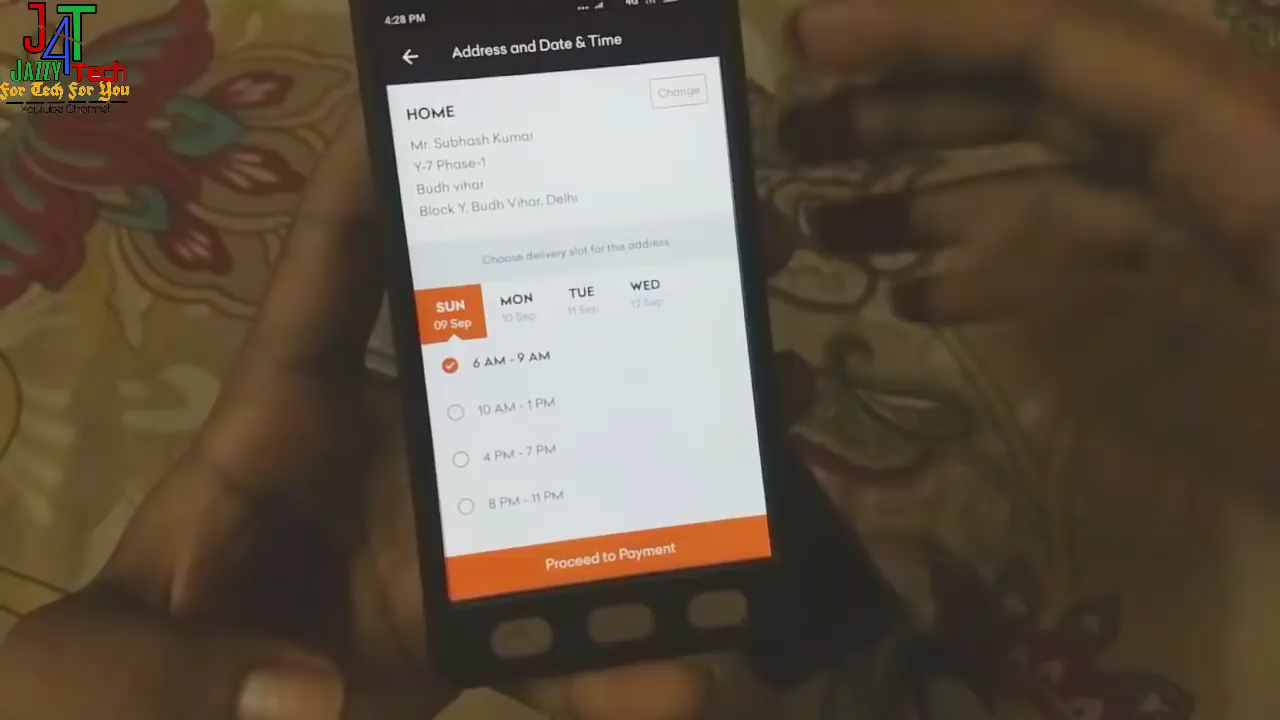 J4T
JAZZY Tech
For Tech For You
Youtube Channel
4:28 PM
4G
Address and Date & Time
HOME
Change
Mr. Subhash Kumar
Y-7 Phase-1
Budh vihar
Block Y, Budh Vihar, Delhi
Choose delivery slot for this address
SUN MON TUE WED
09 Sep 10 Sep 11 Sep 12 Sep
6 AM - 9 AM
10 AM - 1 PM
4 PM - 7 PM
8 PM - 11 PM
Proceed to Payment